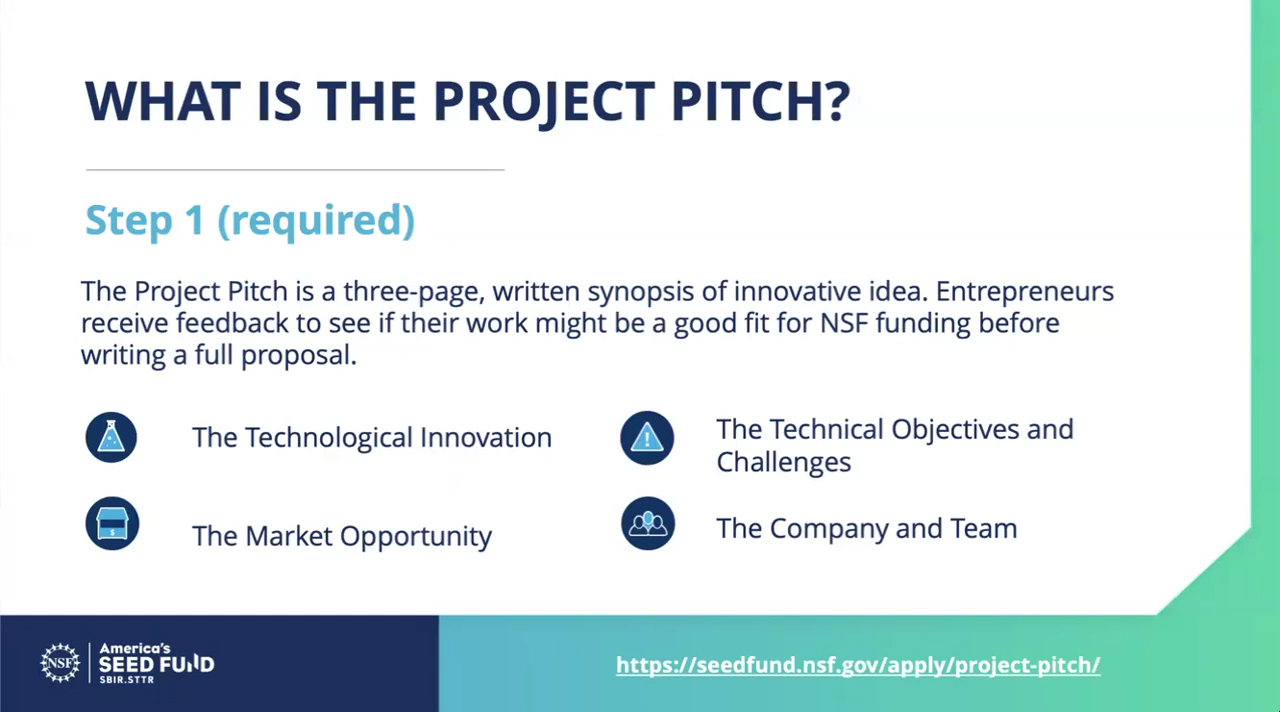 WHAT IS THE PROJECT PITCH?
Step 1 (required)
The Project Pitch is a three-page, written synopsis of innovative idea. Entrepreneurs
receive feedback to see if their work might be a good fit for NSF funding before
writing a full proposal.
The Technological Innovation
The Technical Objectives and
Challenges
$
The Market Opportunity
The Company and Team
NSF
America's
SEED FUND
SBIR.STTR
https://seedfund.nsf.gov/apply/project-pitch/